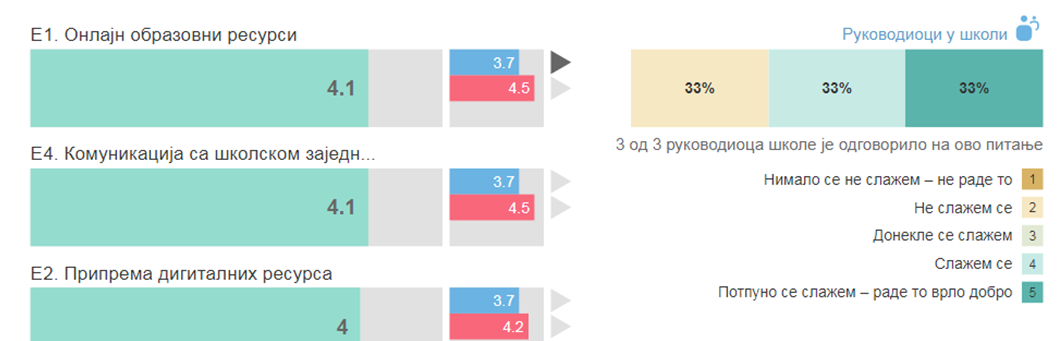 Е1. Онлајн образовни ресурси
4.1
3.7
4.5
Е4. Комуникација са школском заједн...
4.1
3.7
4.5
Е2. Припрема дигиталних ресурса
4
3.7
4.2
Руководиоци у школи
33% 33% 33%
3 од 3 руководиоца школе је одговорило на ово питање
Нимало се не слажем – не раде то 1
Не слажем се 2
Донекле се слажем 3
Слажем се 4
Потпуно се слажем – раде то врло добро 5